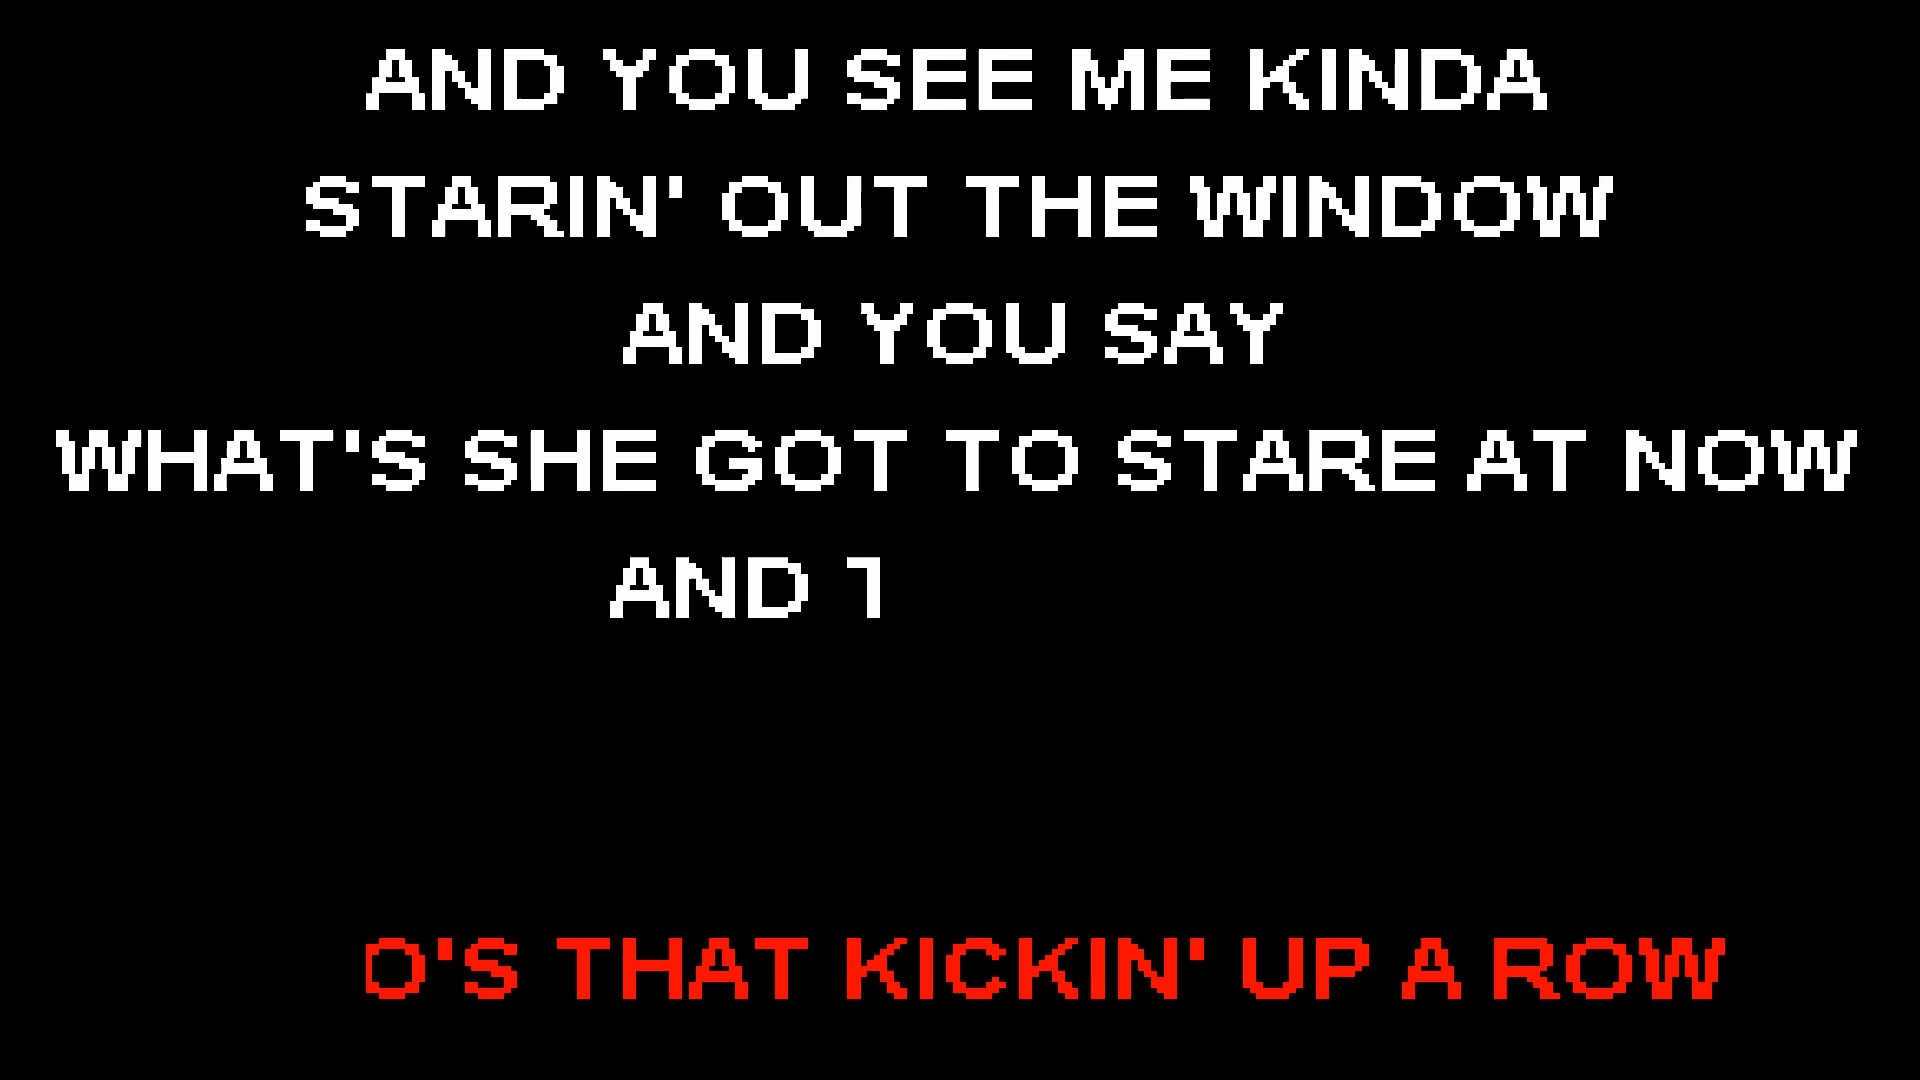 AND YOU SEE ME KINDA
STARIN' OUT THE WINDOW
AND YOU SAY
WHAT'S SHE GOT TO STARE AT NOW
AND
O'S THAT KICKIN' UP A ROW